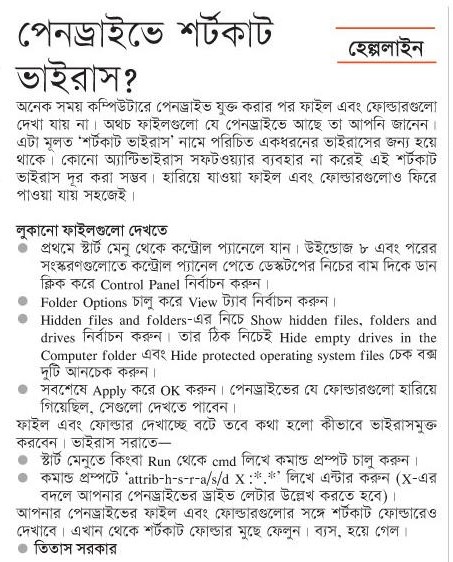 পেনড্রাইভে শর্টকাট
ভাইরাস?
হেল্পলাইন
অনেক সময় কম্পিউটারে পেনড্রাইভ যুক্ত করার পর ফাইল এবং ফোল্ডারগুলো
দেখা যায় না। অথচ ফাইলগুলো যে পেনড্রাইভে আছে তা আপনি জানেন।
এটা মূলত ‘শর্টকাট ভাইরাস’ নামে পরিচিত একধরনের ভাইরাসের জন্য হয়ে
থাকে। কোনো অ্যান্টিভাইরাস সফটওয়্যার ব্যবহার না করেই এই শর্টকাট
ভাইরাস দূর করা সম্ভব। হারিয়ে যাওয়া ফাইল এবং ফোল্ডারগুলোও ফিরে
পাওয়া যায় সহজেই।
লুকানো ফাইলগুলো দেখতে
● প্রথমে স্টার্ট মেনু থেকে কন্ট্রোল প্যানেলে যান। উইন্ডোজ ৮ এবং পরের
সংস্করণগুলোতে কন্ট্রোল প্যানেল পেতে ডেস্কটপের নিচের বাম দিকে ডান
ক্লিক করে Control Panel নির্বাচন করুন।
● Folder Options চালু করে View ট্যাব নির্বাচন করুন।
● Hidden files and folders-এর নিচে Show hidden files, folders and
drives নির্বাচন করুন। তার ঠিক নিচেই Hide empty drives in the
Computer folder এবং Hide protected operating system files চেক বক্স
দুটি আনচেক করুন।
● সবশেষে Apply করে OK করুন। পেনড্রাইভের যে ফোল্ডারগুলো হারিয়ে
গিয়েছিল, সেগুলো দেখতে পাবেন।
ফাইল এবং ফোল্ডার দেখাচ্ছে বটে তবে কথা হলো কীভাবে ভাইরাসমুক্ত
করবেন। ভাইরাস সরাতে—
● স্টার্ট মেনুতে কিংবা Run থেকে cmd লিখে কমান্ড প্রম্পট চালু করুন।
● কমান্ড প্রম্পটে ‘attrib-h-s-r-a/s/d X :*.*’ লিখে এন্টার করুন (X-এর
বদলে আপনার পেনড্রাইভের ড্রাইভ লেটার উল্লেখ করতে হবে)।
আপনার পেনড্রাইভের ফাইল এবং ফোল্ডারগুলোর সঙ্গে শর্টকাট ফোল্ডারেও
দেখাবে। এখান থেকে শর্টকাট ফোল্ডার মুছে ফেলুন। ব্যস, হয়ে গেল।
● তিতাস সরকার